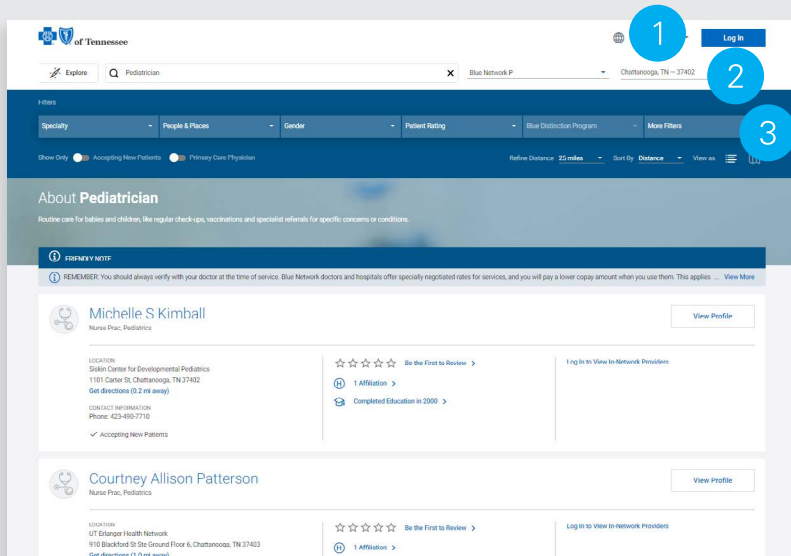 of Tennessee
1
Log In
Explore
Pediatrician
X
Blue Network P
Chattanooga, TN – 37402
2
Filters
Specialty
People & Places
Gender
Patient Rating
Blue Distinction Program
More Filters
3
Show Only
Accepting New Patients
Primary Care Physician
Refine Distance 25 miles
Sort By Distance
View as
About Pediatrician
Routine care for babies and children, like regular check-ups, vaccinations and specialist referrals for specific concerns or conditions.
FRIENDLY NOTE
REMEMBER: You should always verify with your doctor at the time of service. Blue Network doctors and hospitals offer specially negotiated rates for services, and you will pay a lower copay amount when you use them. This applies ... View More
Michelle S Kimball
View Profile
Nurse Prac, Pediatrics
LOCATION
Siskin Center for Developmental Pediatrics
1101 Carter St, Chattanooga, TN 37402
Get directions (0.2 mi away)
CONTACT INFORMATION
Phone: 423-490-7710
Accepting New Patients
Be the First to Review >
H 1 Affiliation >
Completed Education in 2000 >
Log In to View In-Network Providers
Courtney Allison Patterson
View Profile
Nurse Prac, Pediatrics
LOCATION
UT Erlanger Health Network
910 Blackford St Ste Ground Floor 6, Chattanooga, TN 37403
Get directions (1.0 mi away)
Be the First to Review >
H 1 Affiliation >
Log In to View In-Network Providers